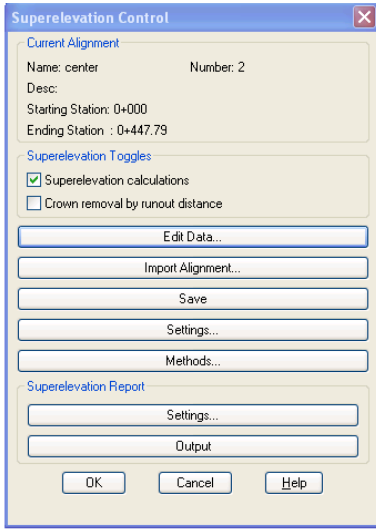 Superelevation Control
Current Alignment
Name: center Number: 2
Desc:
Starting Station: 0+000
Ending Station : 0+447.79
Superelevation Toggles
Superelevation calculations
Crown removal by runout distance
Edit Data...
Import Alignment...
Save
Settings...
Methods...
Superelevation Report
Settings...
Output
OK Cancel Help